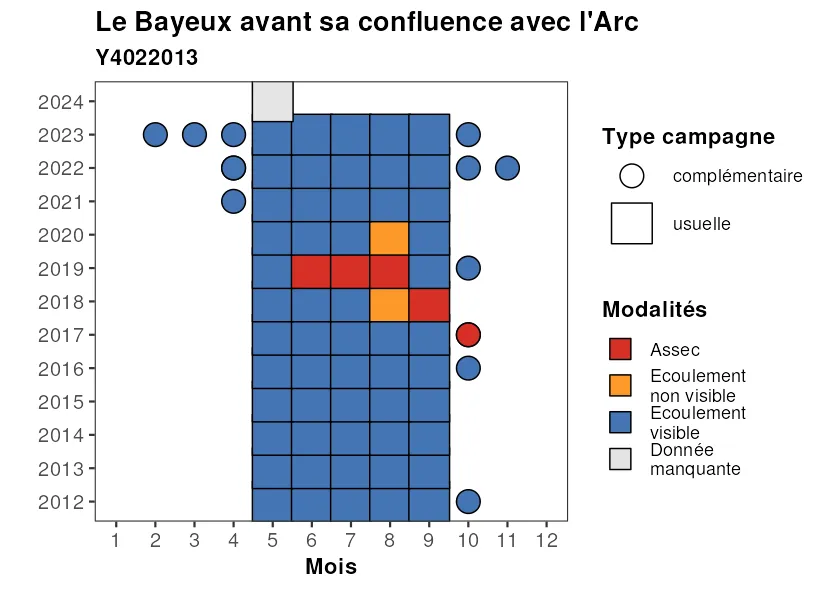 Le Bayeux avant sa confluence avec l'Arc
Y4022013
2024
2023
2022
2021
2020
2019
2018
2017
2016
2015
2014
2013
2012
1 2 3 4 5 6 7 8 9 10 11 12
Mois
Type campagne
complémentaire
usuelle
Modalités
Assec
Ecoulement
non visible
Ecoulement
visible
Donnée
manquante